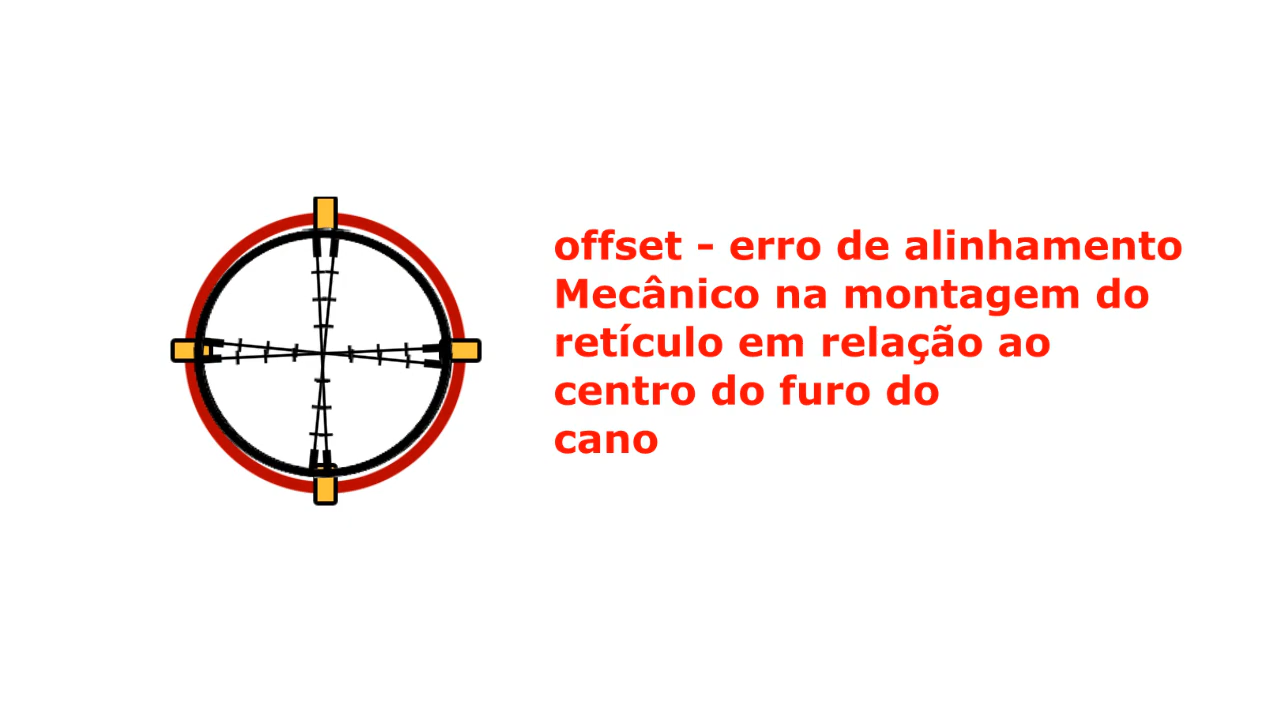 offset - erro de alinhamento
Mecânico na montagem do
retículo em relação ao
centro do furo do
cano